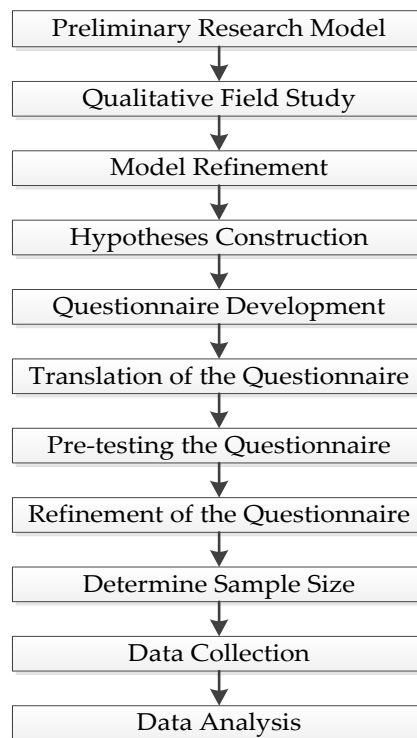 Preliminary Research Model
Qualitative Field Study
Model Refinement
Hypotheses Construction
Questionnaire Development
Translation of the Questionnaire
Pre-testing the Questionnaire
Refinement of the Questionnaire
Determine Sample Size
Data Collection
Data Analysis